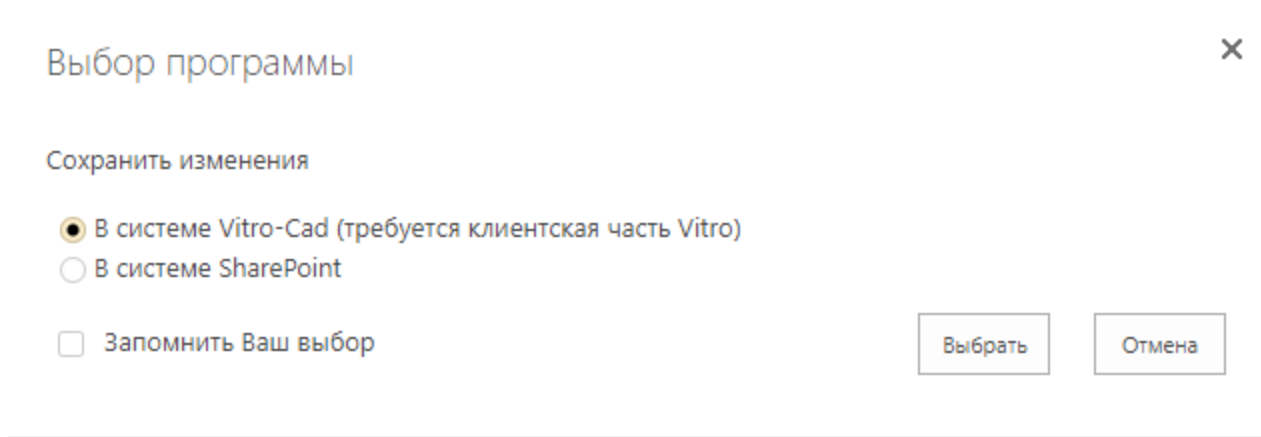 Выбор программы
Сохранить изменения
В системе Vitro-Cad (требуется клиентская часть Vitro)
В системе SharePoint
Запомнить Ваш выбор
Выбрать
Отмена